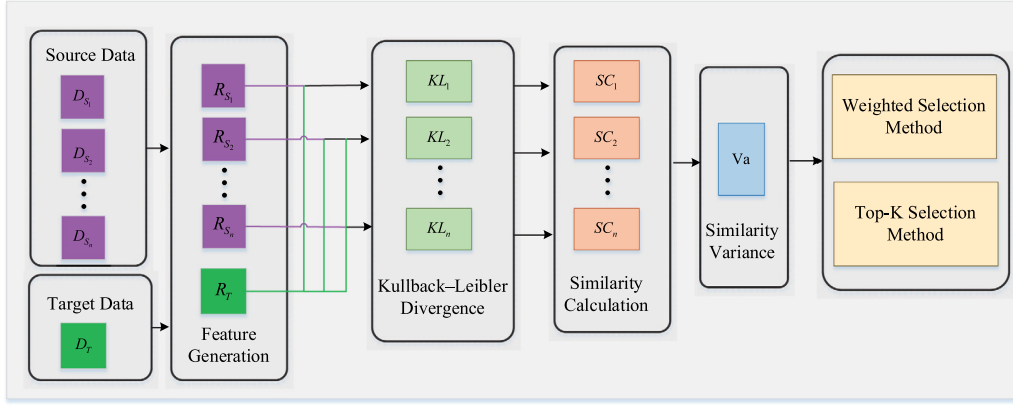 Source Data
D_{S_1}
D_{S_2}
D_{S_n}
Target Data
D_T
R_{S_1}
R_{S_2}
R_{S_n}
R_T
Feature
Generation
KL_1
KL_2
KL_n
Kullback–Leibler
Divergence
SC_1
SC_2
SC_n
Similarity
Calculation
Va
Similarity
Variance
Weighted Selection
Method
Top-K Selection
Method